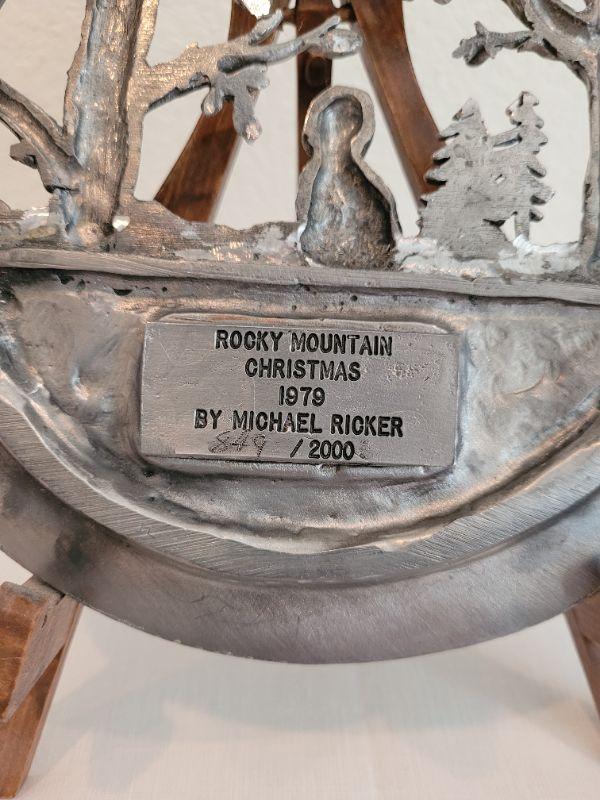 ROCKY MOUNTAIN
CHRISTMAS
1979
BY MICHAEL RICKER
849 / 2000